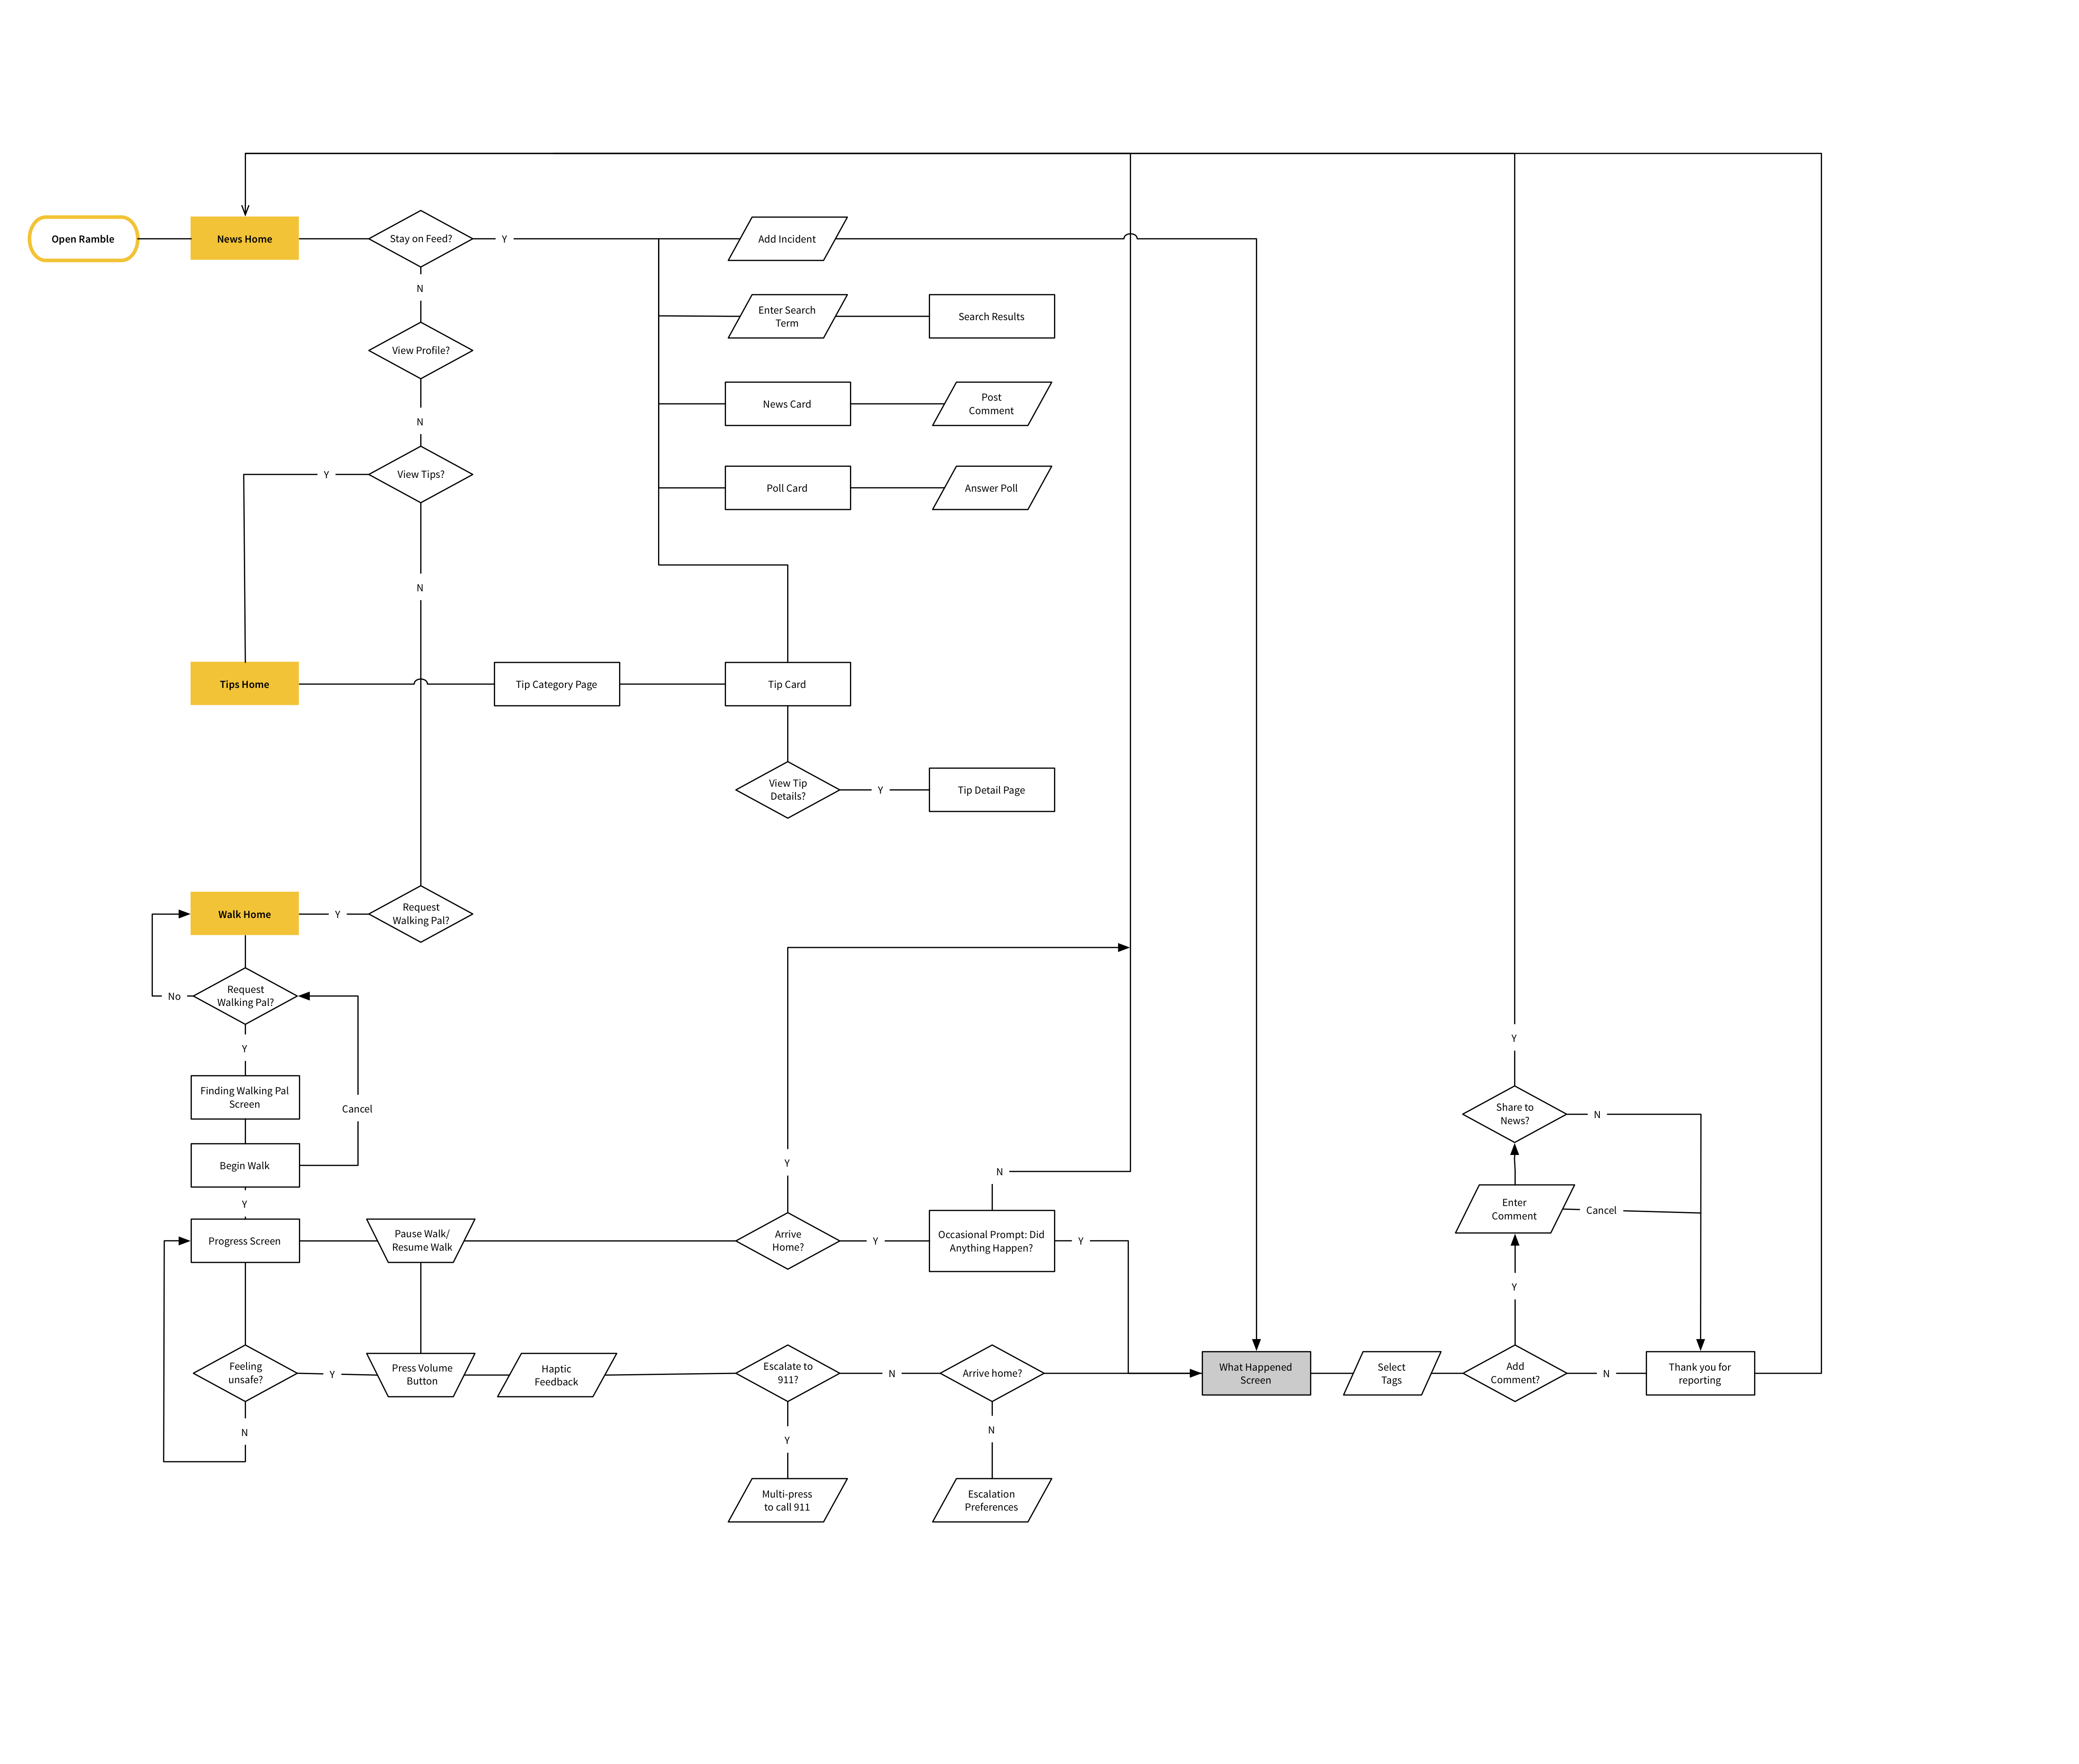 Open Ramble
News Home
Stay on Feed?
Y
Add Incident
N
Enter Search
Term
Search Results
View Profile?
News Card
Post
Comment
N
View Tips?
Y
Poll Card
Answer Poll
N
Tips Home
Tip Category Page
Tip Card
View Tip
Details?
Y
Tip Detail Page
Walk Home
Y
Request
Walking Pal?
Request
Walking Pal?
No
Y
Finding Walking Pal
Screen
Cancel
Begin Walk
Y
Progress Screen
Pause Walk/
Resume Walk
Y
Arrive
Home?
Y
N
Occasional Prompt: Did
Anything Happen?
Y
Y
Share to
News?
N
Enter
Comment
Cancel
Y
Feeling
unsafe?
Y
Press Volume
Button
Haptic
Feedback
Escalate to
911?
N
Arrive home?
What Happened
Screen
Select
Tags
Add
Comment?
N
Thank you for
reporting
N
Y
N
Multi-press
to call 911
Escalation
Preferences